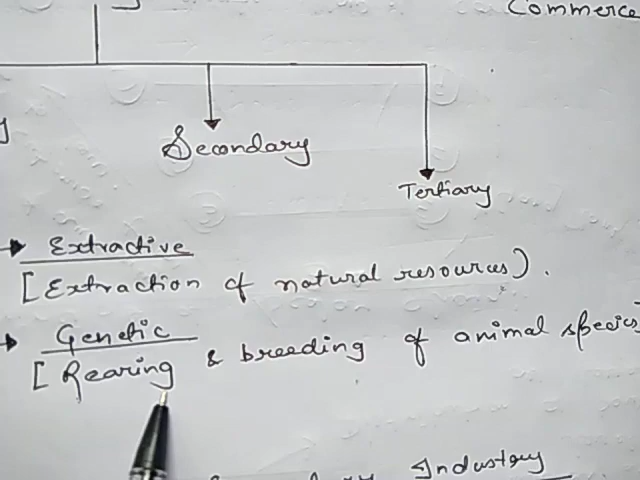 Commerce
Secondary
Tertiary
Extractive
[Extraction of natural resources).
Genetic
[Rearing & breeding of animal species]
Industry